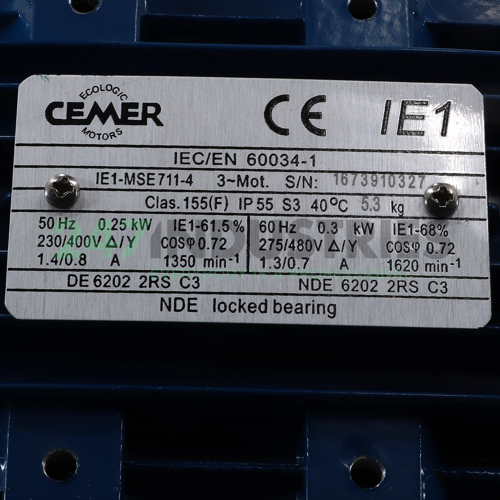 ECOLOGIC
CEMER
MOTORS
CE IE1
IEC/EN 60034-1
IE1-MSE711-4 3~Mot. S/N: 1673910327
Clas.155(F) IP 55 S3 40°C 5.3 kg
50 Hz 0.25 kW IE1-61.5% 60 Hz 0.3 kW IE1-68%
230/400V Δ/Y COSφ 0.72 275/480V Δ/Y COSφ 0.72
1.4/0.8 A 1350 min⁻¹ 1.3/0.7 A 1620 min⁻¹
DE 6202 2RS C3 NDE 6202 2RS C3
NDE locked bearing